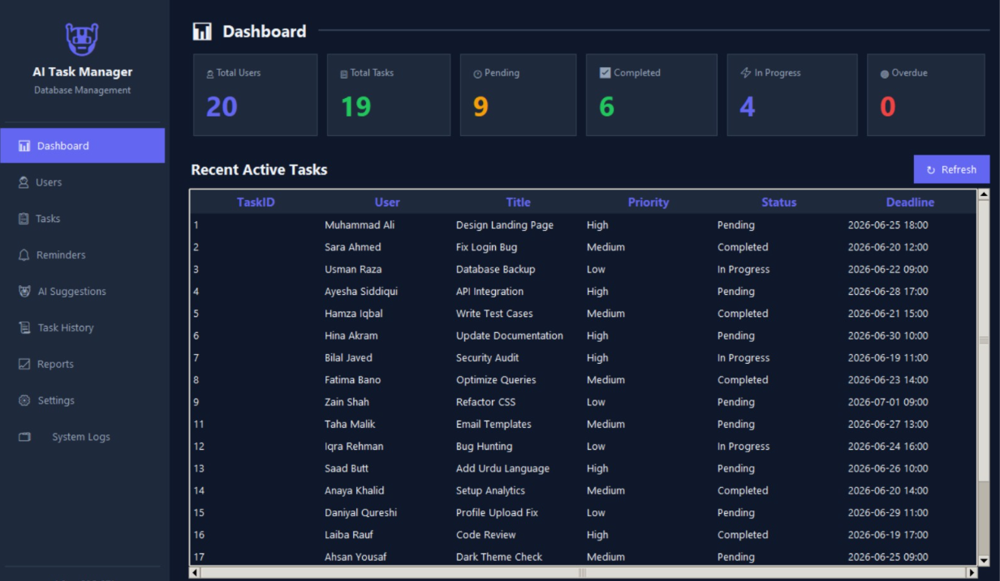 AI Task Manager
Database Management
Dashboard
Users
Tasks
Reminders
AI Suggestions
Task History
Reports
Settings
System Logs
Dashboard
Total Users
20
Total Tasks
19
Pending
9
Completed
6
In Progress
4
Overdue
0
Recent Active Tasks
Refresh
TaskID User Title Priority Status Deadline
1 Muhammad Ali Design Landing Page High Pending 2026-06-25 18:00
2 Sara Ahmed Fix Login Bug Medium Completed 2026-06-20 12:00
3 Usman Raza Database Backup Low In Progress 2026-06-22 09:00
4 Ayesha Siddiqui API Integration High Pending 2026-06-28 17:00
5 Hamza Iqbal Write Test Cases Medium Completed 2026-06-21 15:00
6 Hina Akram Update Documentation High Pending 2026-06-30 10:00
7 Bilal Javed Security Audit High In Progress 2026-06-19 11:00
8 Fatima Bano Optimize Queries Medium Completed 2026-06-23 14:00
9 Zain Shah Refactor CSS Low Pending 2026-07-01 09:00
11 Taha Malik Email Templates Medium Pending 2026-06-27 13:00
12 Iqra Rehman Bug Hunting Low In Progress 2026-06-24 16:00
13 Saad Butt Add Urdu Language High Pending 2026-06-26 10:00
14 Anaya Khalid Setup Analytics Medium Completed 2026-06-20 14:00
15 Daniyal Qureshi Profile Upload Fix Low Pending 2026-06-29 11:00
16 Laiba Rauf Code Review High Completed 2026-06-19 17:00
17 Ahsan Yousaf Dark Theme Check Medium Pending 2026-06-25 09:00